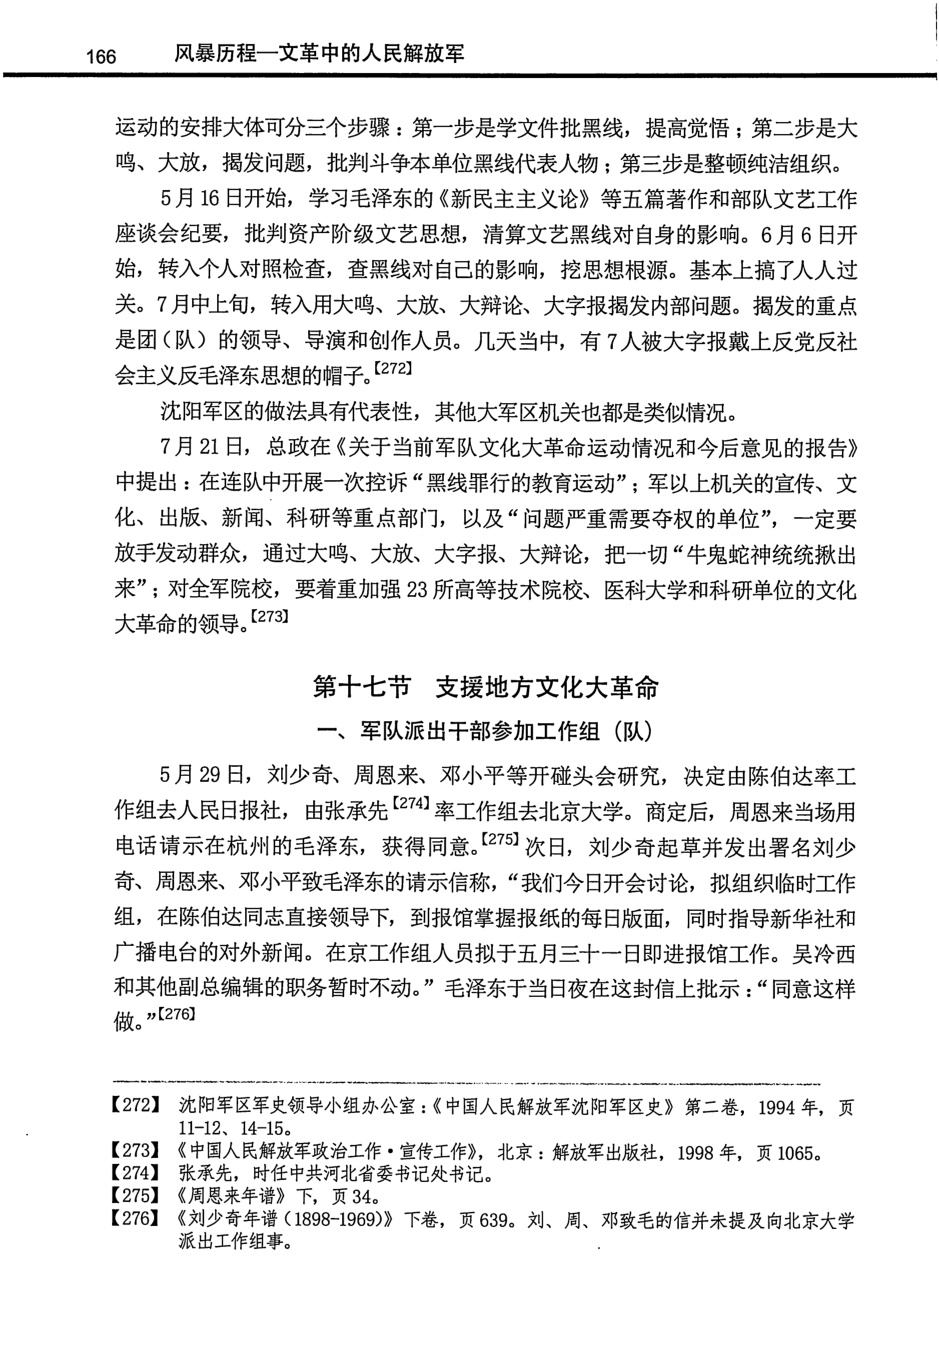 166 风暴历程—文革中的人民解放军
运动的安排大体可分三个步骤：第一步是学文件批黑线，提高觉悟；第二步是大
鸣、大放，揭发问题，批判斗争本单位黑线代表人物；第三步是整顿纯洁组织。
5月16日开始，学习毛泽东的《新民主主义论》等五篇著作和部队文艺工作
座谈会纪要，批判资产阶级文艺思想，清算文艺黑线对自身的影响。6月6日开
始，转入个人对照检查，查黑线对自己的影响，挖思想根源。基本上搞了人人过
关。7月中上旬，转入用大鸣、大放、大辩论、大字报揭发内部问题。揭发的重点
是团（队）的领导、导演和创作人员。几天当中，有7人被大字报戴上反党反社
会主义反毛泽东思想的帽子。【272】
沈阳军区的做法具有代表性，其他大军区机关也都是类似情况。
7月21日，总政在《关于当前军队文化大革命运动情况和今后意见的报告》
中提出：在连队中开展一次控诉“黑线罪行的教育运动”；军以上机关的宣传、文
化、出版、新闻、科研等重点部门，以及“问题严重需要夺权的单位”，一定要
放手发动群众，通过大鸣、大放、大字报、大辩论，把一切“牛鬼蛇神统统揪出
来”；对全军院校，要着重加强23所高等技术院校、医科大学和科研单位的文化
大革命的领导。【273】
第十七节 支援地方文化大革命
一、军队派出干部参加工作组（队）
5月29日，刘少奇、周恩来、邓小平等开碰头会研究，决定由陈伯达率工
作组去人民日报社，由张承先【274】率工作组去北京大学。商定后，周恩来当场用
电话请示在杭州的毛泽东，获得同意。【275】次日，刘少奇起草并发出署名刘少
奇、周恩来、邓小平致毛泽东的请示信称，“我们今日开会讨论，拟组织临时工作
组，在陈伯达同志直接领导下，到报馆掌握报纸的每日版面，同时指导新华社和
广播电台的对外新闻。在京工作组人员拟于五月三十一日即进报馆工作。吴冷西
和其他副总编辑的职务暂时不动。”毛泽东于当日夜在这封信上批示：“同意这样
做。”【276】
【272】 沈阳军区军史领导小组办公室：《中国人民解放军沈阳军区史》第二卷，1994年，页
11-12、14-15。
【273】 《中国人民解放军政治工作·宣传工作》，北京：解放军出版社，1998年，页1065。
【274】 张承先，时任中共河北省委书记处书记。
【275】 《周恩来年谱》下，页34。
【276】 《刘少奇年谱（1898-1969）》下卷，页639。刘、周、邓致毛的信并未提及向北京大学
派出工作组事。